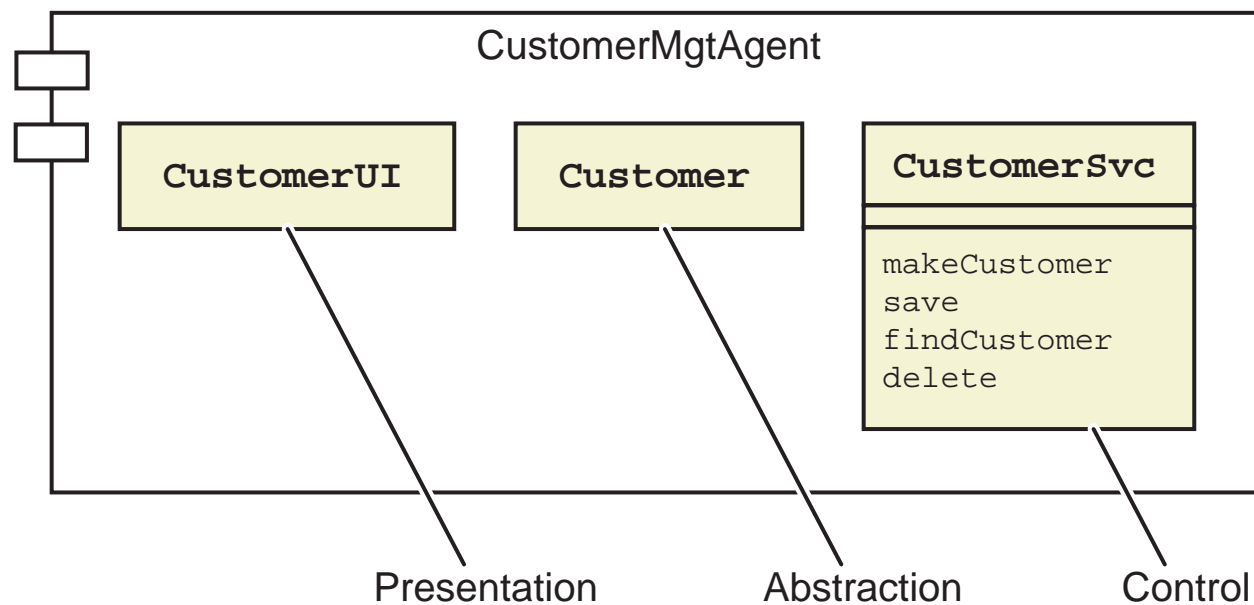 CustomerMgtAgent
CustomerUI
Customer
CustomerSvc
makeCustomer
save
findCustomer
delete
Presentation
Abstraction
Control